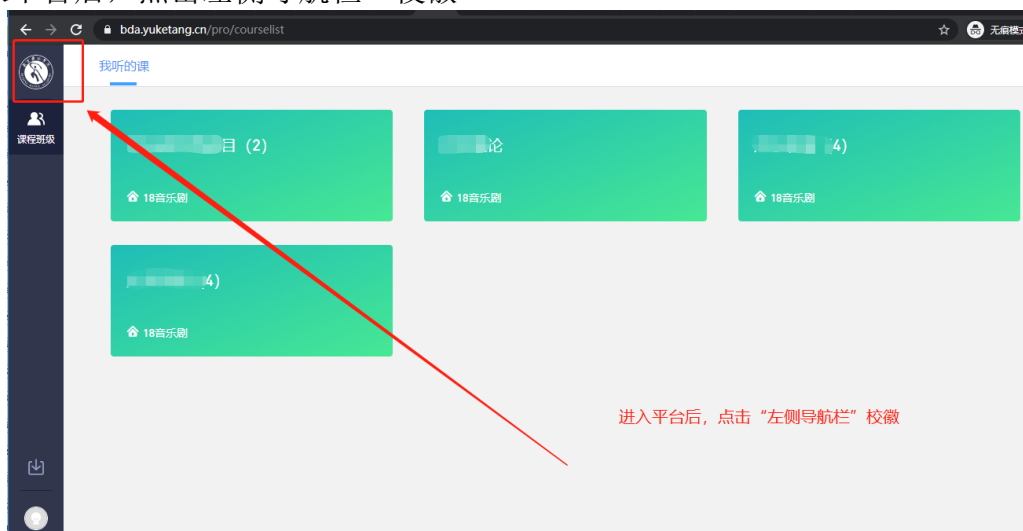 bda.yuketang.cn/pro/courselist
无痕模式
我听的课
课程班级
目 (2)
论
4)
18音乐剧
18音乐剧
18音乐剧
4)
18音乐剧
进入平台后，点击“左侧导航栏”校徽